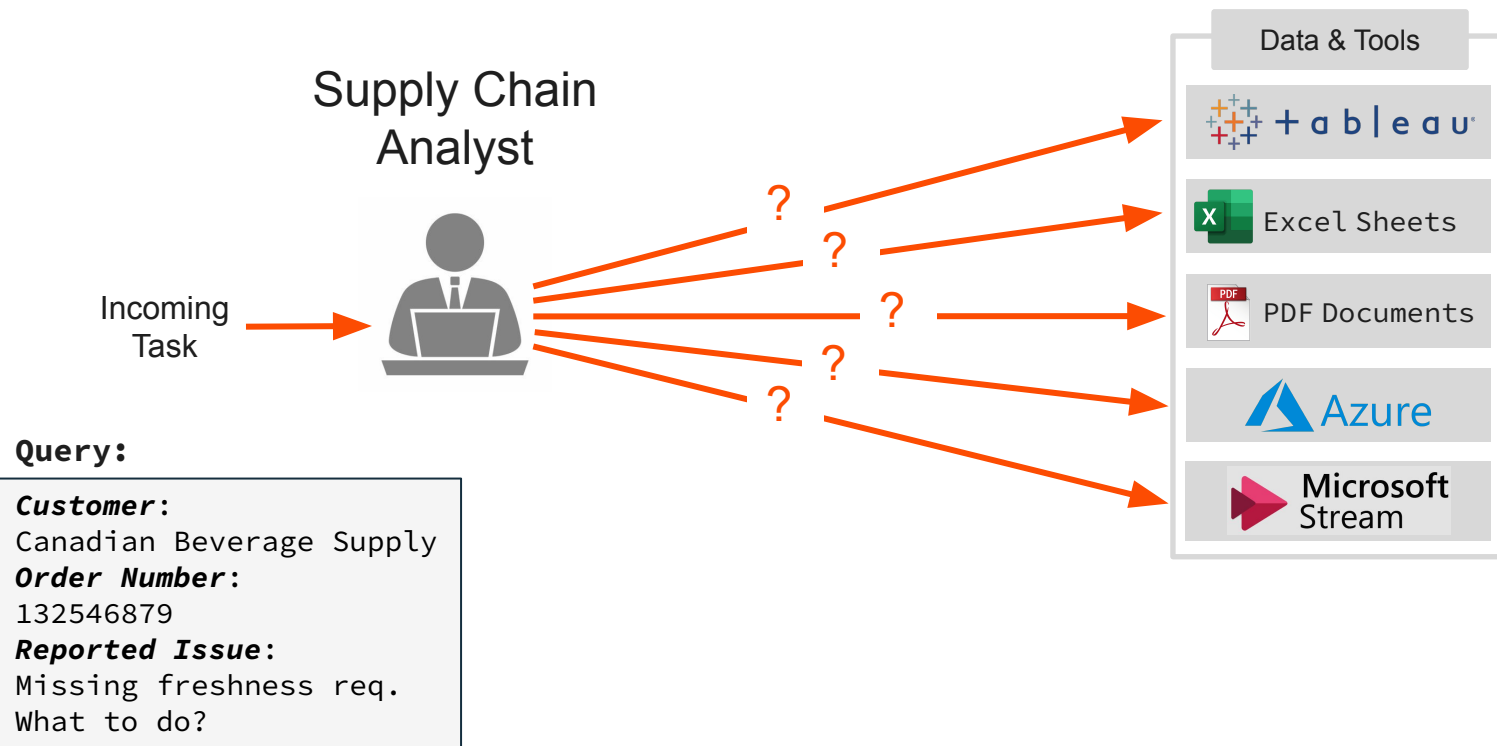 Data & Tools
Supply Chain
Analyst
+ableau
X
Excel Sheets
PDF
PDF Documents
Azure
Microsoft
Stream
Incoming
Task
?
?
?
?
?
Query:
Customer:
Canadian Beverage Supply
Order Number:
132546879
Reported Issue:
Missing freshness req.
What to do?